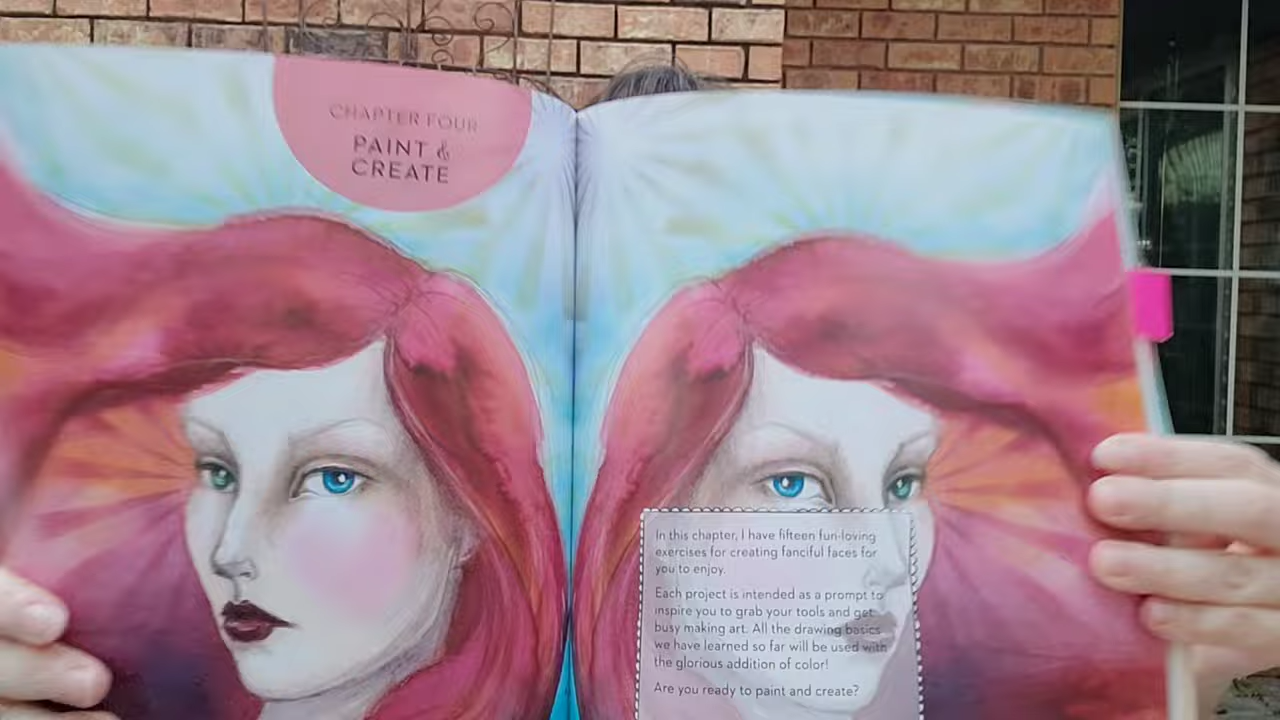 CHAPTER FOUR
PAINT &
CREATE
In this chapter, I have fifteen fun-loving
exercises for creating fanciful faces for
you to enjoy.
Each project is intended as a prompt to
inspire you to grab your tools and get
busy making art. All the drawing basics
we have learned so far will be used with
the glorious addition of color!
Are you ready to paint and create?